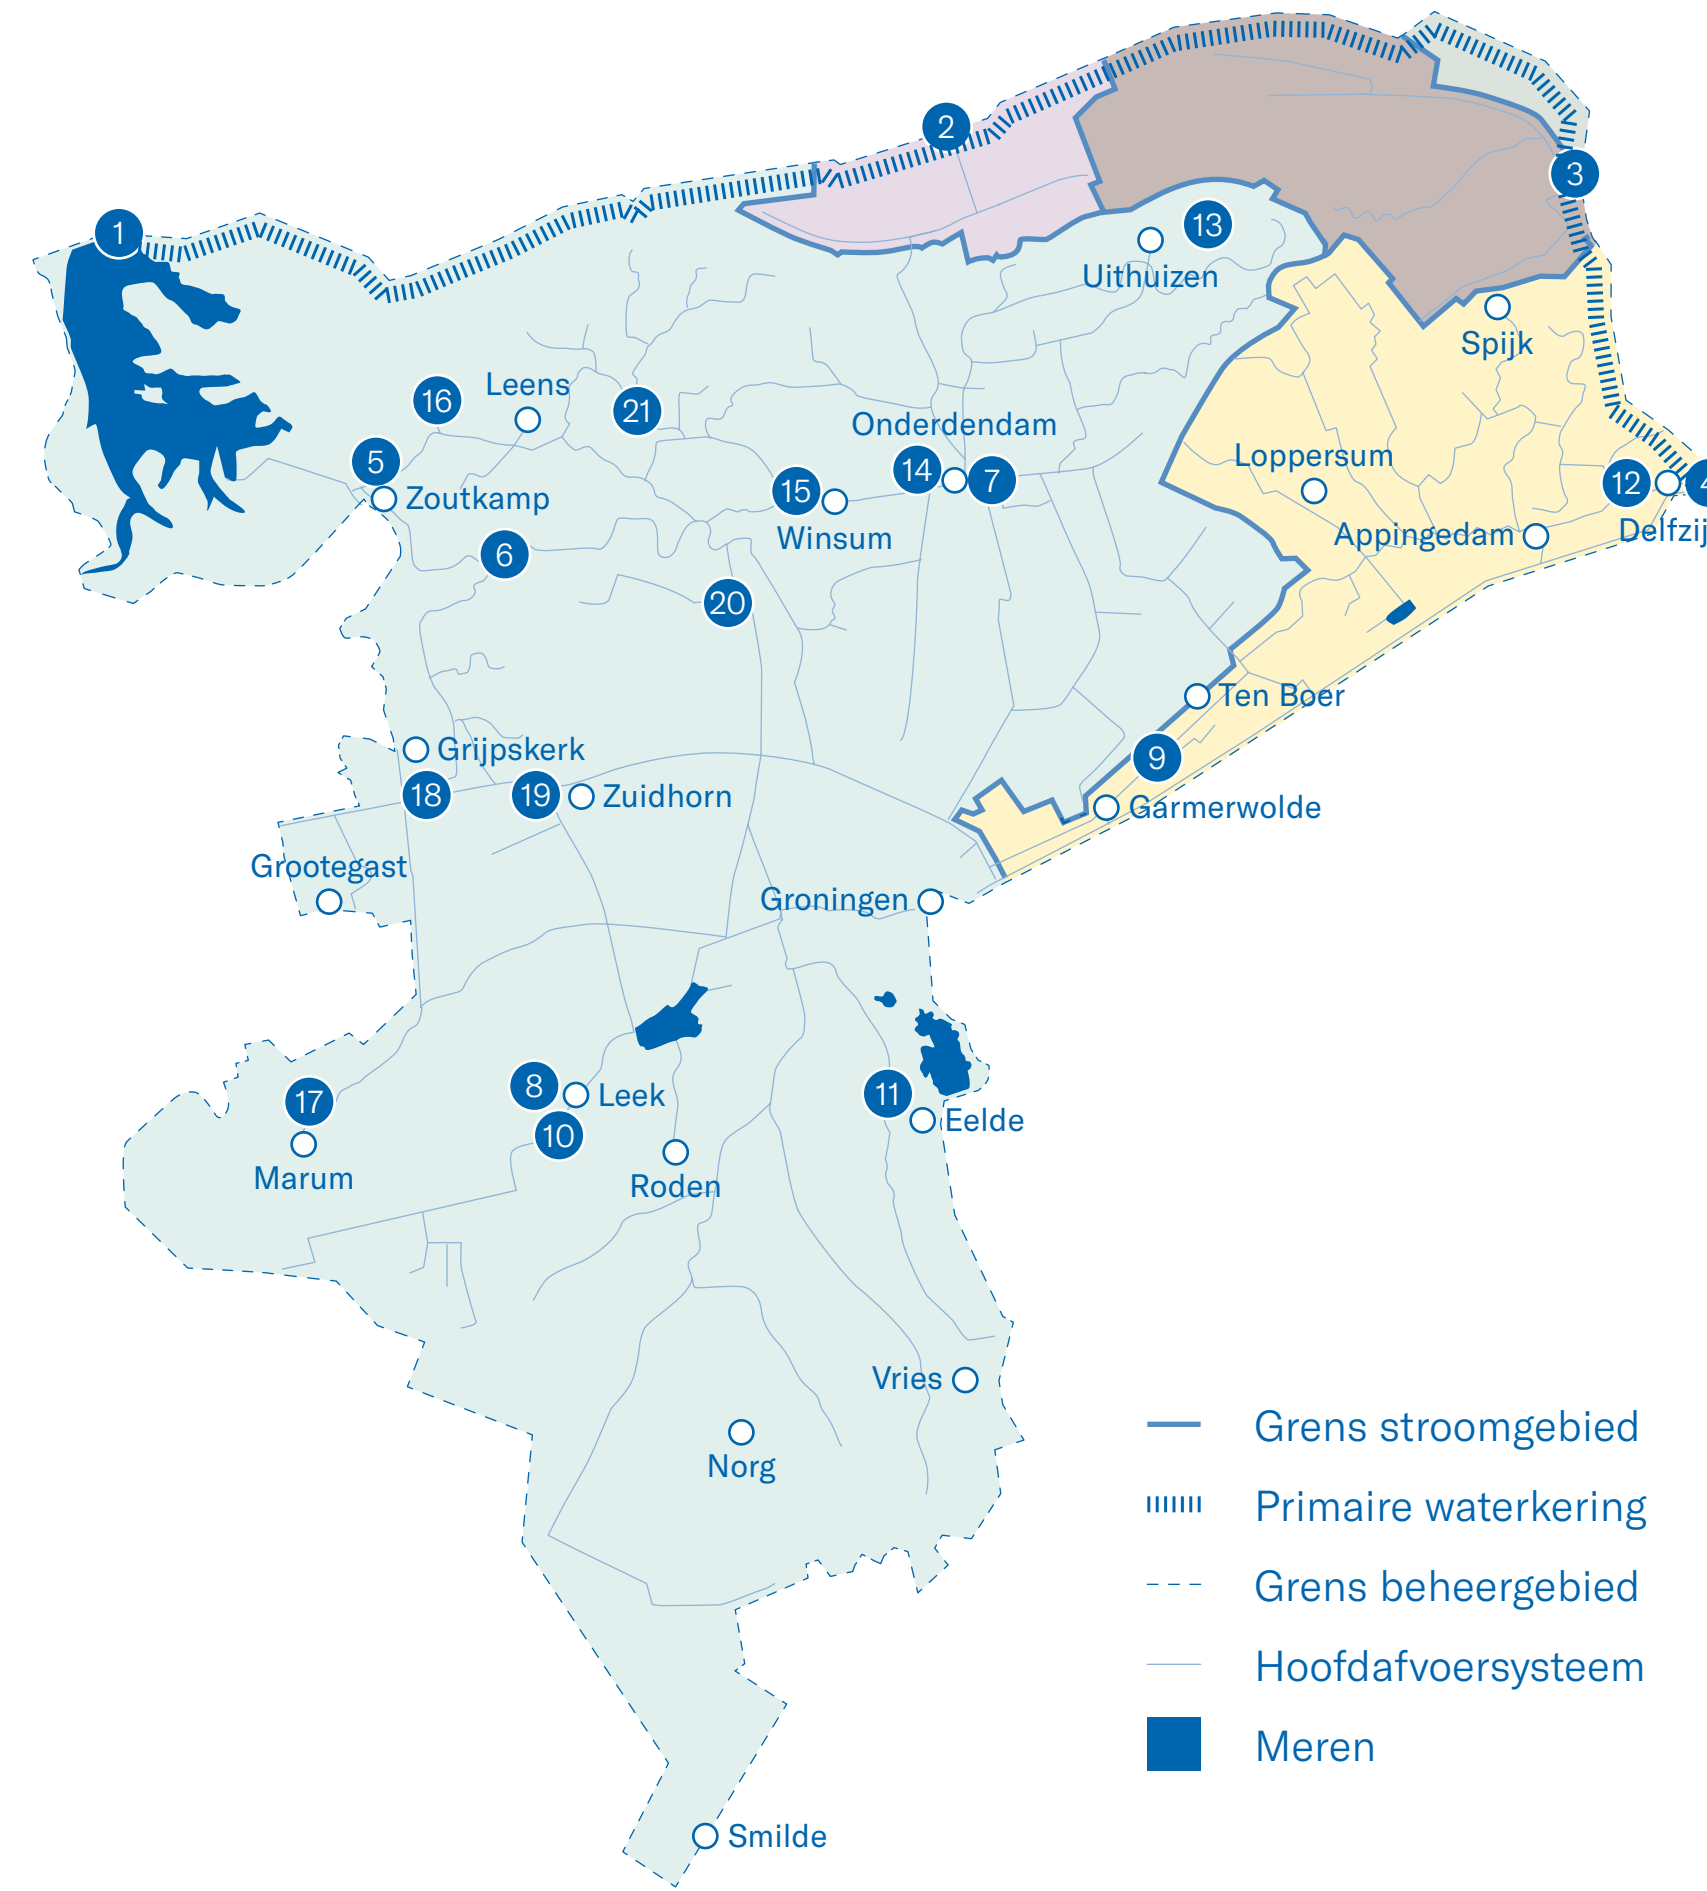 2
3
1
13
Uithuizen
Spijk
Leens
16
21
Onderdendam
5
14
7
Loppersum
15
12
4
Zoutkamp
Winsum
Appingedam
Delfzij
6
20
Ten Boer
Grijpskerk
9
18
19
Zuidhorn
Garmerwolde
Grootegast
Groningen
8
Leek
11
17
10
Eelde
Marum
Roden
Vries
Norg
Grens stroomgebied
Primaire waterkering
Grens beheergebied
Hoofdafvoersysteem
Meren
Smilde